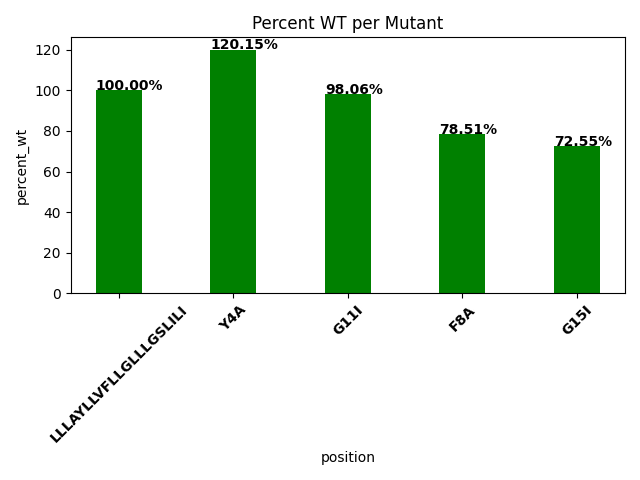 Percent WT per Mutant
percent_wt
120
100
80
60
40
20
0
100.00%
120.15%
98.06%
78.51%
72.55%
LLLAYLLVFLLGLLLGSLILI
Y4A
G11I
F8A
G15I
position